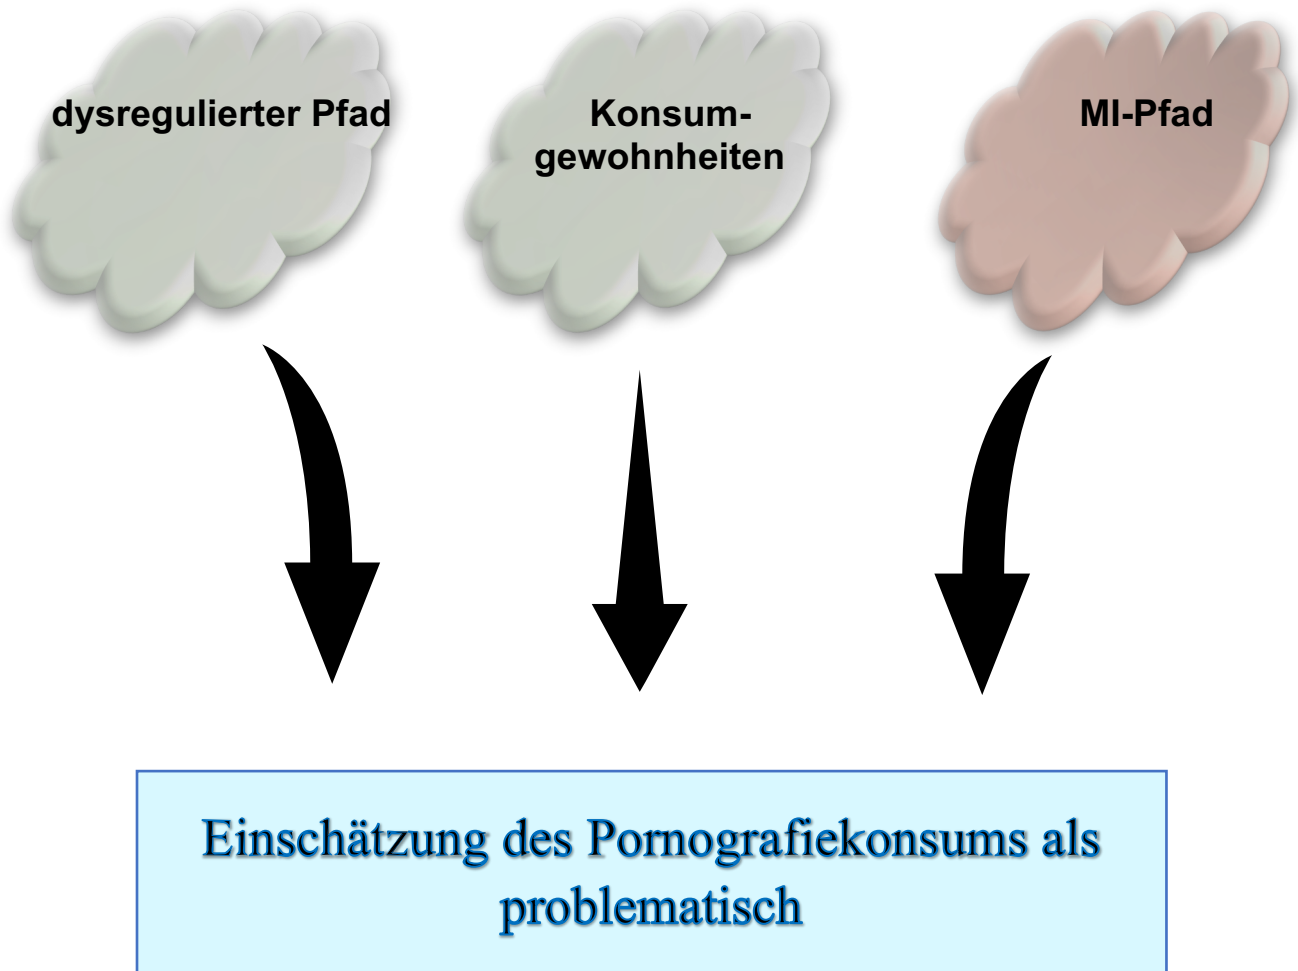 dysregulierter Pfad
Konsum-
gewohnheiten
MI-Pfad
Einschätzung des Pornografiekonsums als
problematisch